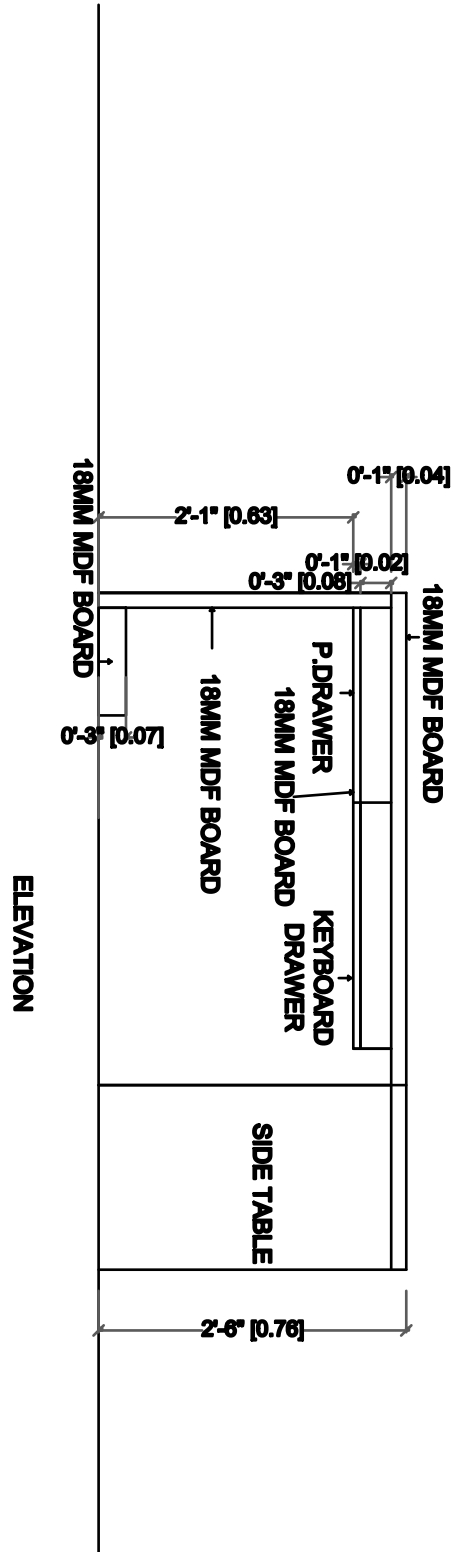 18MM MDF BOARD
0'-1" [0.04]
0'-1" [0.02]
0'-3" [0.08]
P.DRAWER
KEYBOARD
DRAWER
18MM MDF BOARD
2'-1" [0.63]
18MM MDF BOARD
SIDE TABLE
2'-6" [0.76]
0'-3" [0.07]
18MM MDF BOARD
ELEVATION